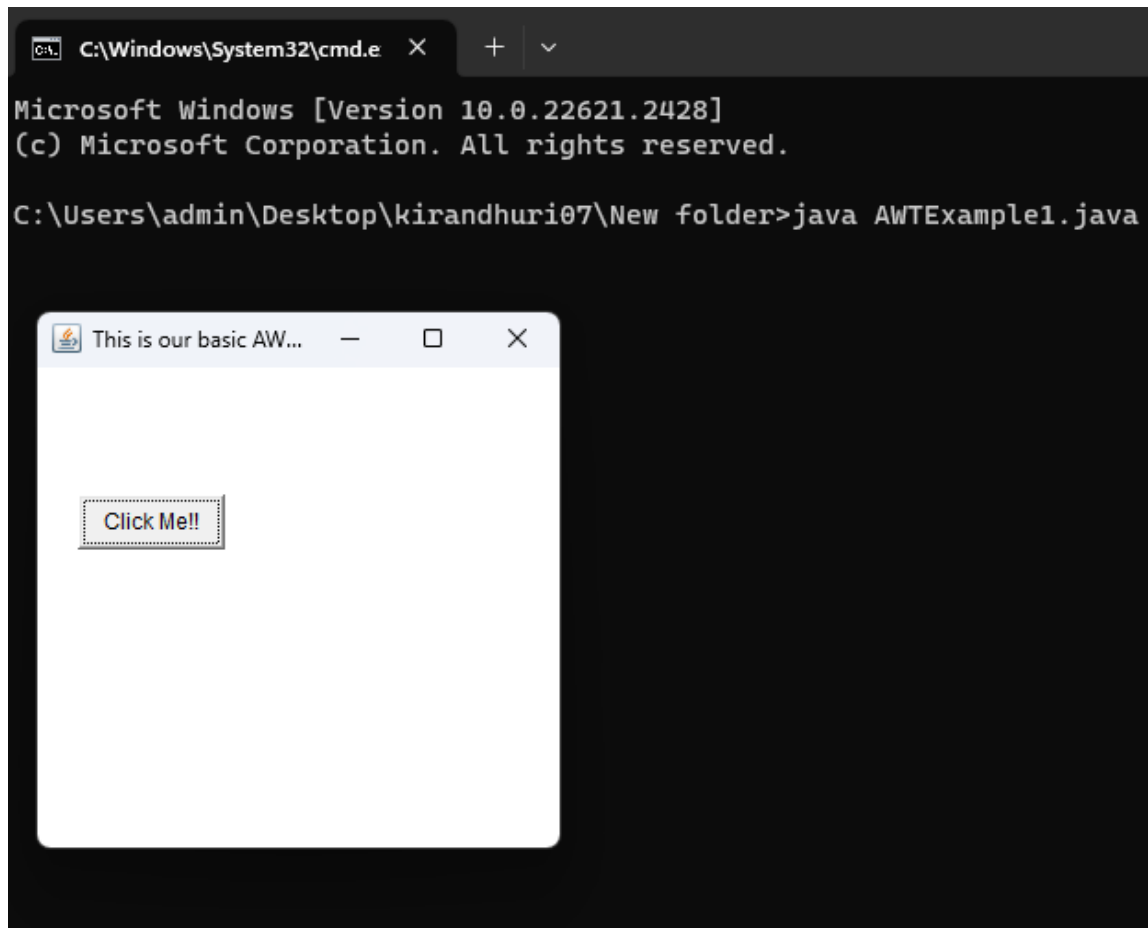 C:\Windows\System32\cmd.e
Microsoft Windows [Version 10.0.22621.2428]
(c) Microsoft Corporation. All rights reserved.
C:\Users\admin\Desktop\kirandhuri07\New folder>java AWTExample1.java
This is our basic AW...
Click Me!!